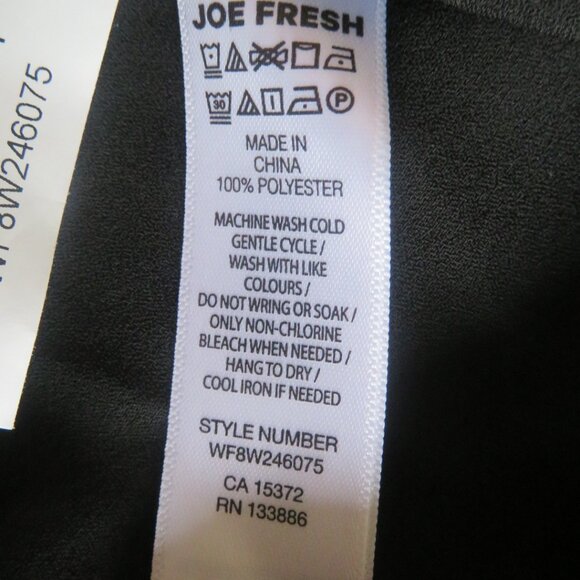 JOE FRESH
30 P
MADE IN
CHINA
100% POLYESTER
MACHINE WASH COLD
GENTLE CYCLE /
WASH WITH LIKE
COLOURS /
DO NOT WRING OR SOAK /
ONLY NON-CHLORINE
BLEACH WHEN NEEDED /
HANG TO DRY /
COOL IRON IF NEEDED
STYLE NUMBER
WF8W246075
CA 15372
RN 133886
WF8W246075